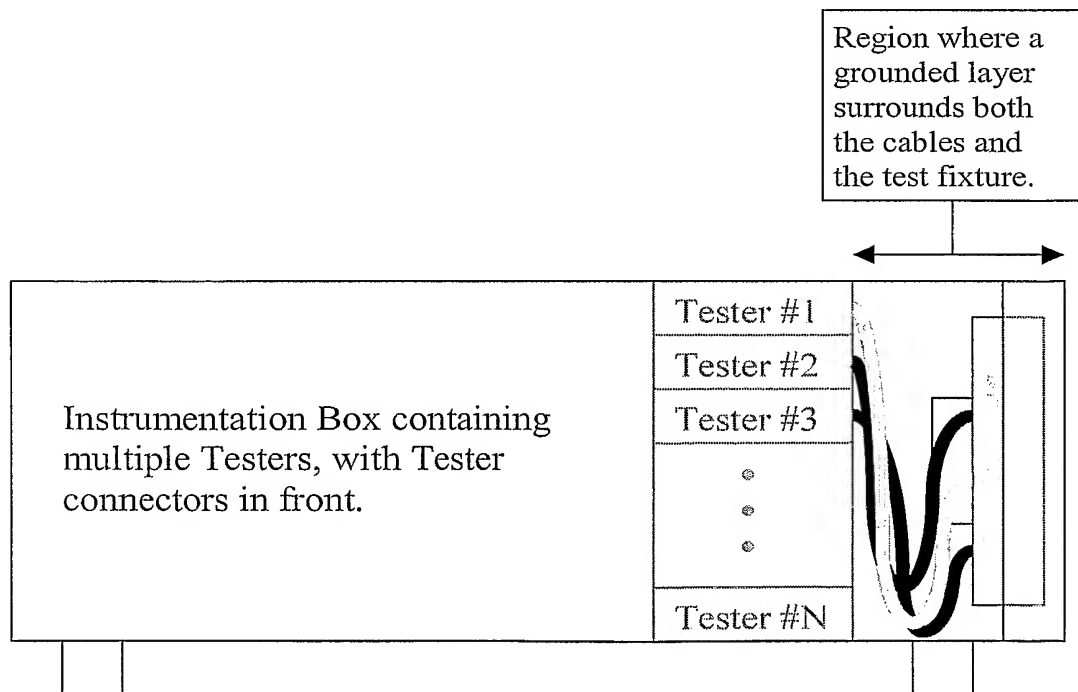 Region where a
grounded layer
surrounds both
the cables and
the test fixture.
Tester #1
Tester #2
Tester #3
Tester #N
Instrumentation Box containing
multiple Testers, with Tester
connectors in front.